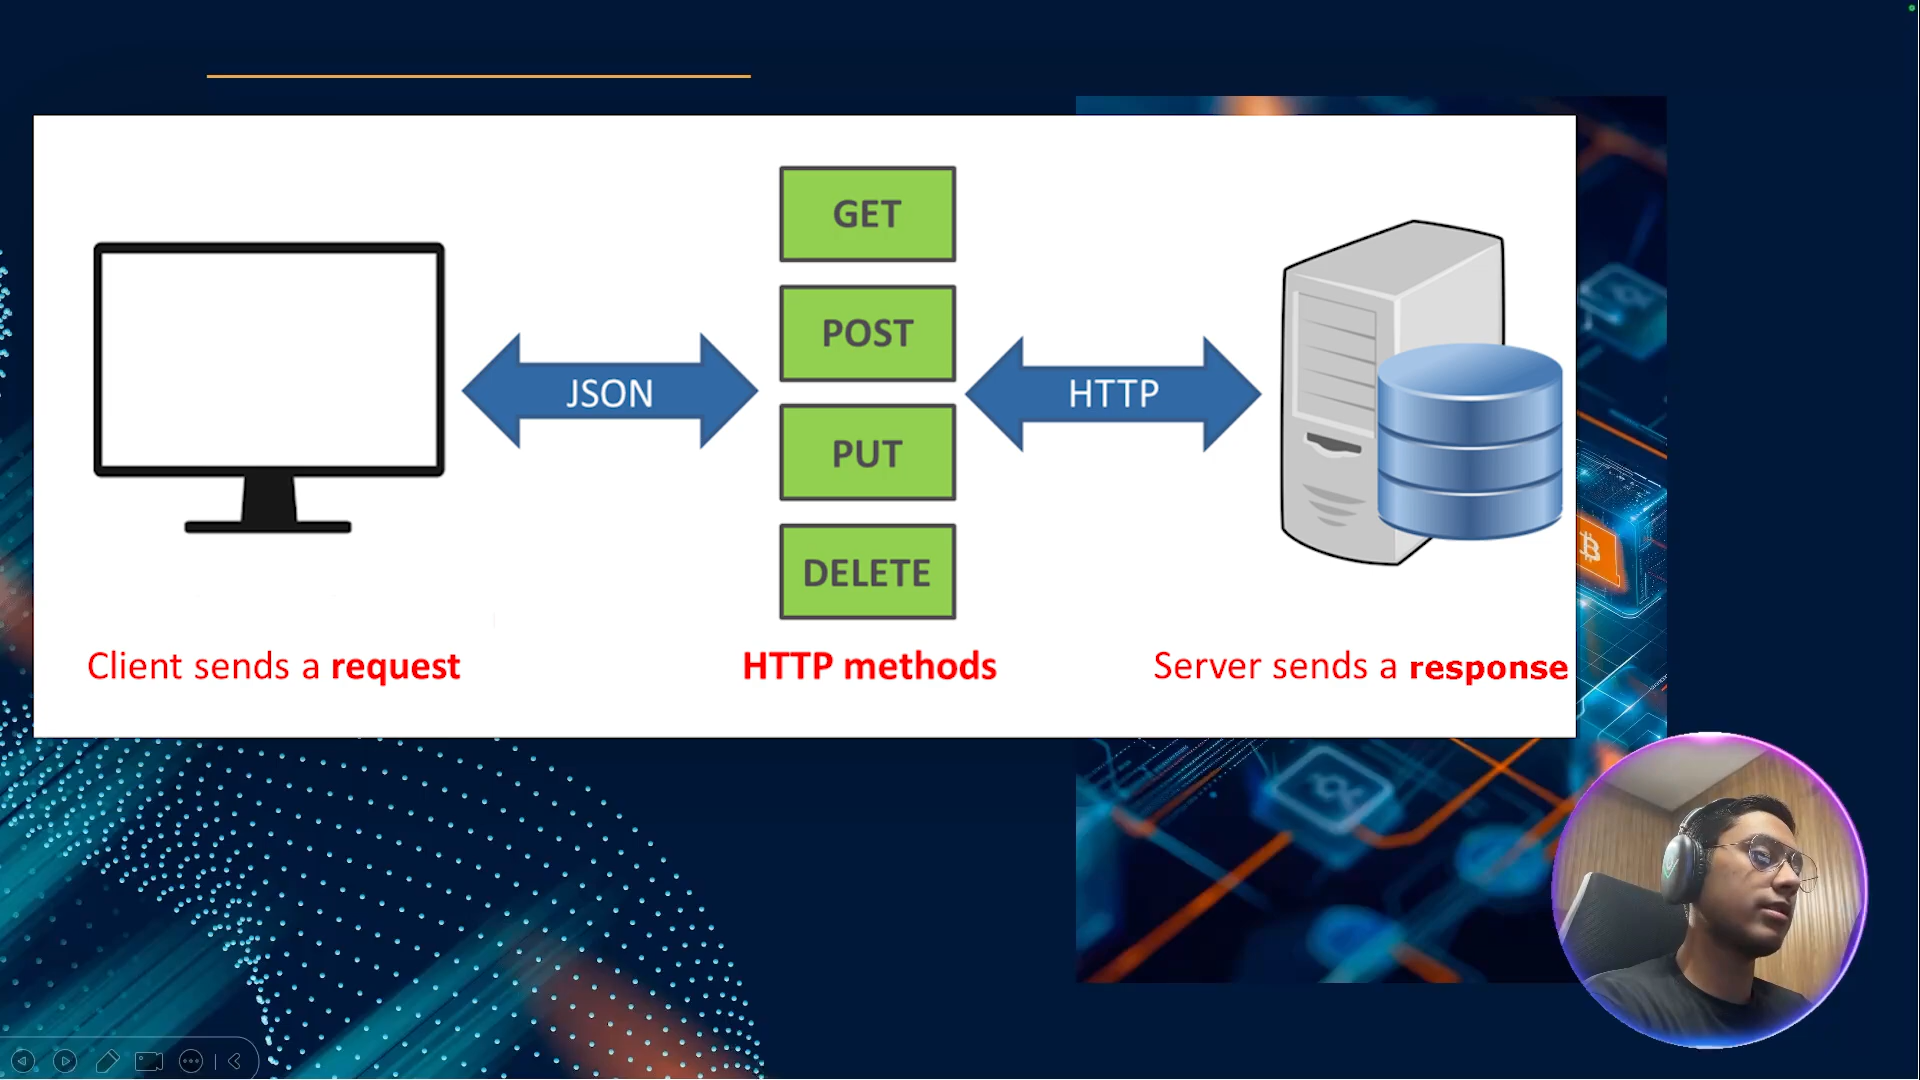 GET
POST
JSON
HTTP
PUT
DELETE
Client sends a request
HTTP methods
Server sends a response